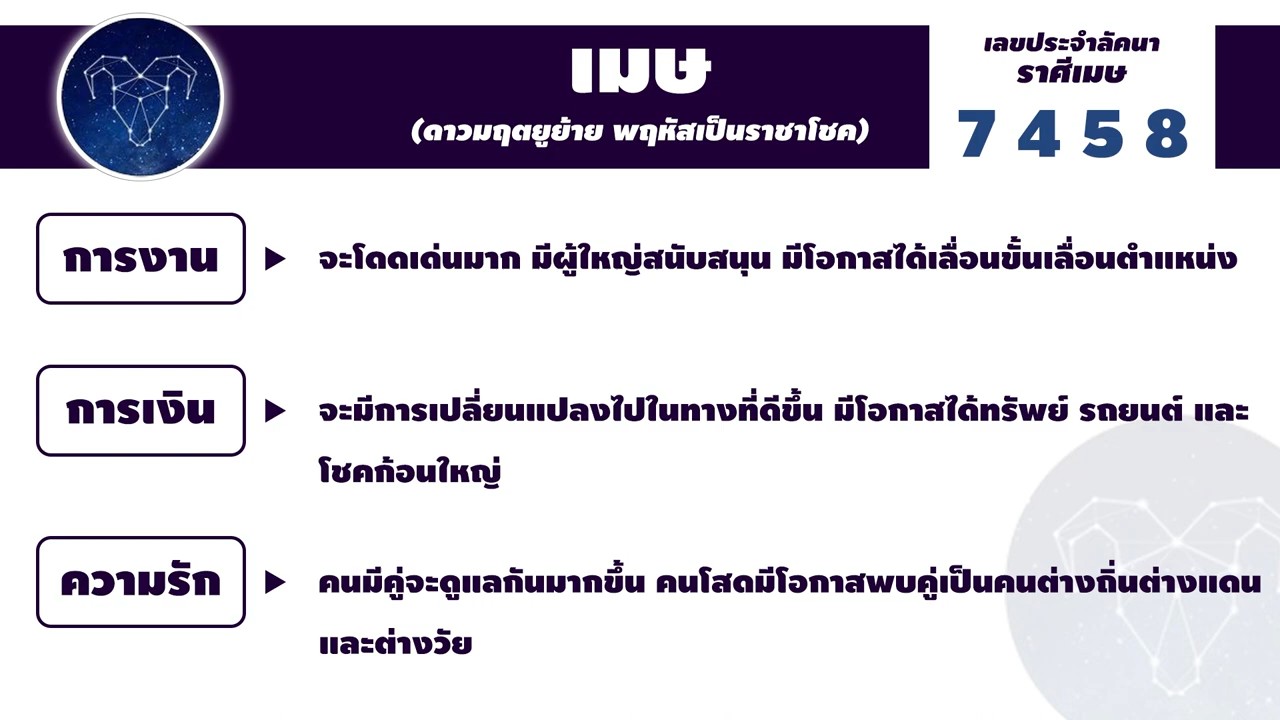 เมษ
(ดาวมฤตยูย้าย พฤหัสเป็นราชาโชค)
เลขประจำลัคนา
ราศีเมษ
7 4 5 8
การงาน
จะโดดเด่นมาก มีผู้ใหญ่สนับสนุน มีโอกาสได้เลื่อนขั้นเลื่อนตำแหน่ง
การเงิน
จะมีการเปลี่ยนแปลงไปในทางที่ดีขึ้น มีโอกาสได้ทรัพย์ รถยนต์ และ
โชคก้อนใหญ่
ความรัก
คนมีคู่จะดูแลกันมากขึ้น คนโสดมีโอกาสพบคู่เป็นคนต่างถิ่นต่างแดน
และต่างวัย